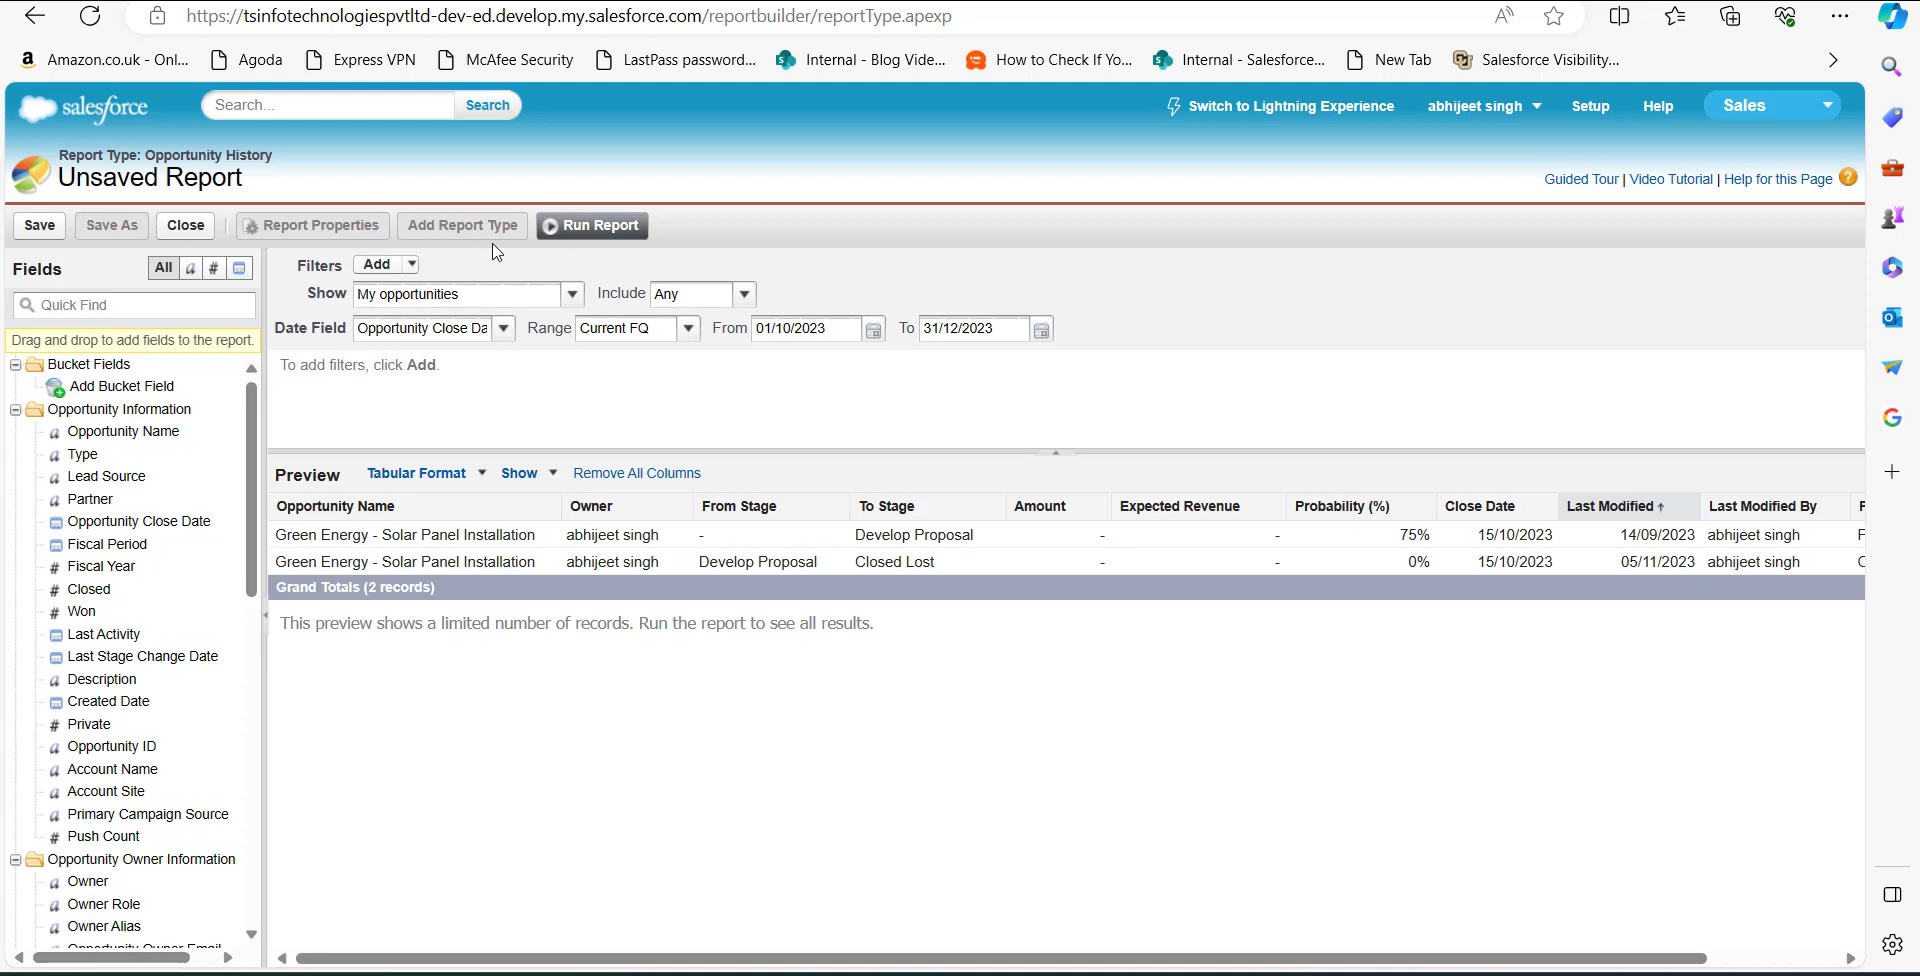 https://tsinfotechnologiespvtltd-dev-ed.develop.my.salesforce.com/reportbuilder/reportType.apexp
Amazon.co.uk - Onl... Agoda Express VPN McAfee Security LastPass password... Internal - Blog Vide... How to Check If Yo... Internal - Salesforce... New Tab Salesforce Visibility...
salesforce Search... Search Switch to Lightning Experience abhijeet singh Setup Help Sales
Report Type: Opportunity History
Unsaved Report
Guided Tour | Video Tutorial | Help for this Page ?
Save Save As Close Report Properties Add Report Type Run Report
Fields All a #
Quick Find
Drag and drop to add fields to the report.
Bucket Fields
Add Bucket Field
Opportunity Information
a Opportunity Name
a Type
a Lead Source
a Partner
Opportunity Close Date
Fiscal Period
# Fiscal Year
# Closed
# Won
Last Activity
Last Stage Change Date
a Description
Created Date
# Private
a Opportunity ID
a Account Name
a Account Site
a Primary Campaign Source
# Push Count
Opportunity Owner Information
a Owner
a Owner Role
a Owner Alias
Filters Add
Show My opportunities Include Any
Date Field Opportunity Close Da Range Current FQ From 01/10/2023 To 31/12/2023
To add filters, click Add.
Preview Tabular Format Show Remove All Columns
Opportunity Name Owner From Stage To Stage Amount Expected Revenue Probability (%) Close Date Last Modified ↑ Last Modified By
Green Energy - Solar Panel Installation abhijeet singh - Develop Proposal - - 75% 15/10/2023 14/09/2023 abhijeet singh
Green Energy - Solar Panel Installation abhijeet singh Develop Proposal Closed Lost - - 0% 15/10/2023 05/11/2023 abhijeet singh
Grand Totals (2 records)
This preview shows a limited number of records. Run the report to see all results.